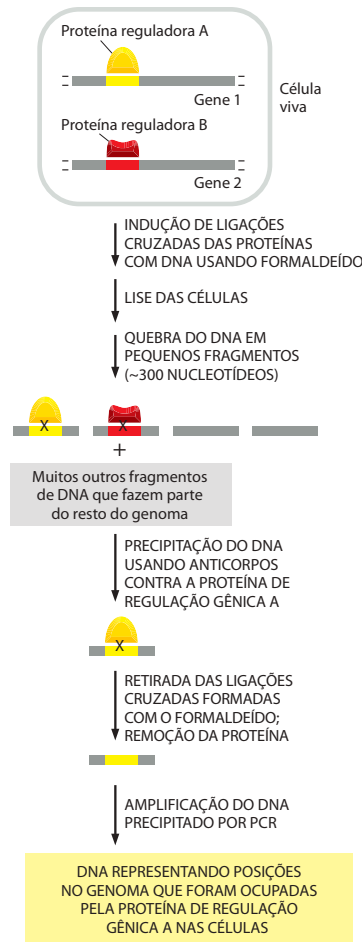 Proteína reguladora A
Gene 1
Proteína reguladora B
Gene 2
Célula
viva
INDUÇÃO DE LIGAÇÕES
CRUZADAS DAS PROTEÍNAS
COM DNA USANDO FORMALDEÍDO
LISE DAS CÉLULAS
QUEBRA DO DNA EM
PEQUENOS FRAGMENTOS
(~300 NUCLEOTÍDEOS)
X
X
+
Muitos outros fragmentos
de DNA que fazem parte
do resto do genoma
PRECIPITAÇÃO DO DNA
USANDO ANTICORPOS
CONTRA A PROTEÍNA DE
REGULAÇÃO GÊNICA A
X
RETIRADA DAS LIGAÇÕES
CRUZADAS FORMADAS
COM O FORMALDEÍDO;
REMOÇÃO DA PROTEÍNA
AMPLIFICAÇÃO DO DNA
PRECIPITADO POR PCR
DNA REPRESENTANDO POSIÇÕES
NO GENOMA QUE FORAM OCUPADAS
PELA PROTEÍNA DE REGULAÇÃO
GÊNICA A NAS CÉLULAS